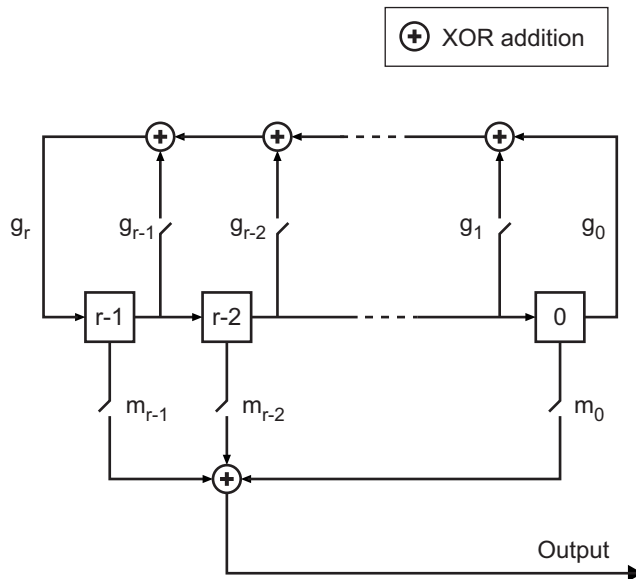 XOR addition
g_r
g_{r-1}
g_{r-2}
g_1
g_0
r-1
r-2
0
m_{r-1}
m_{r-2}
m_0
Output